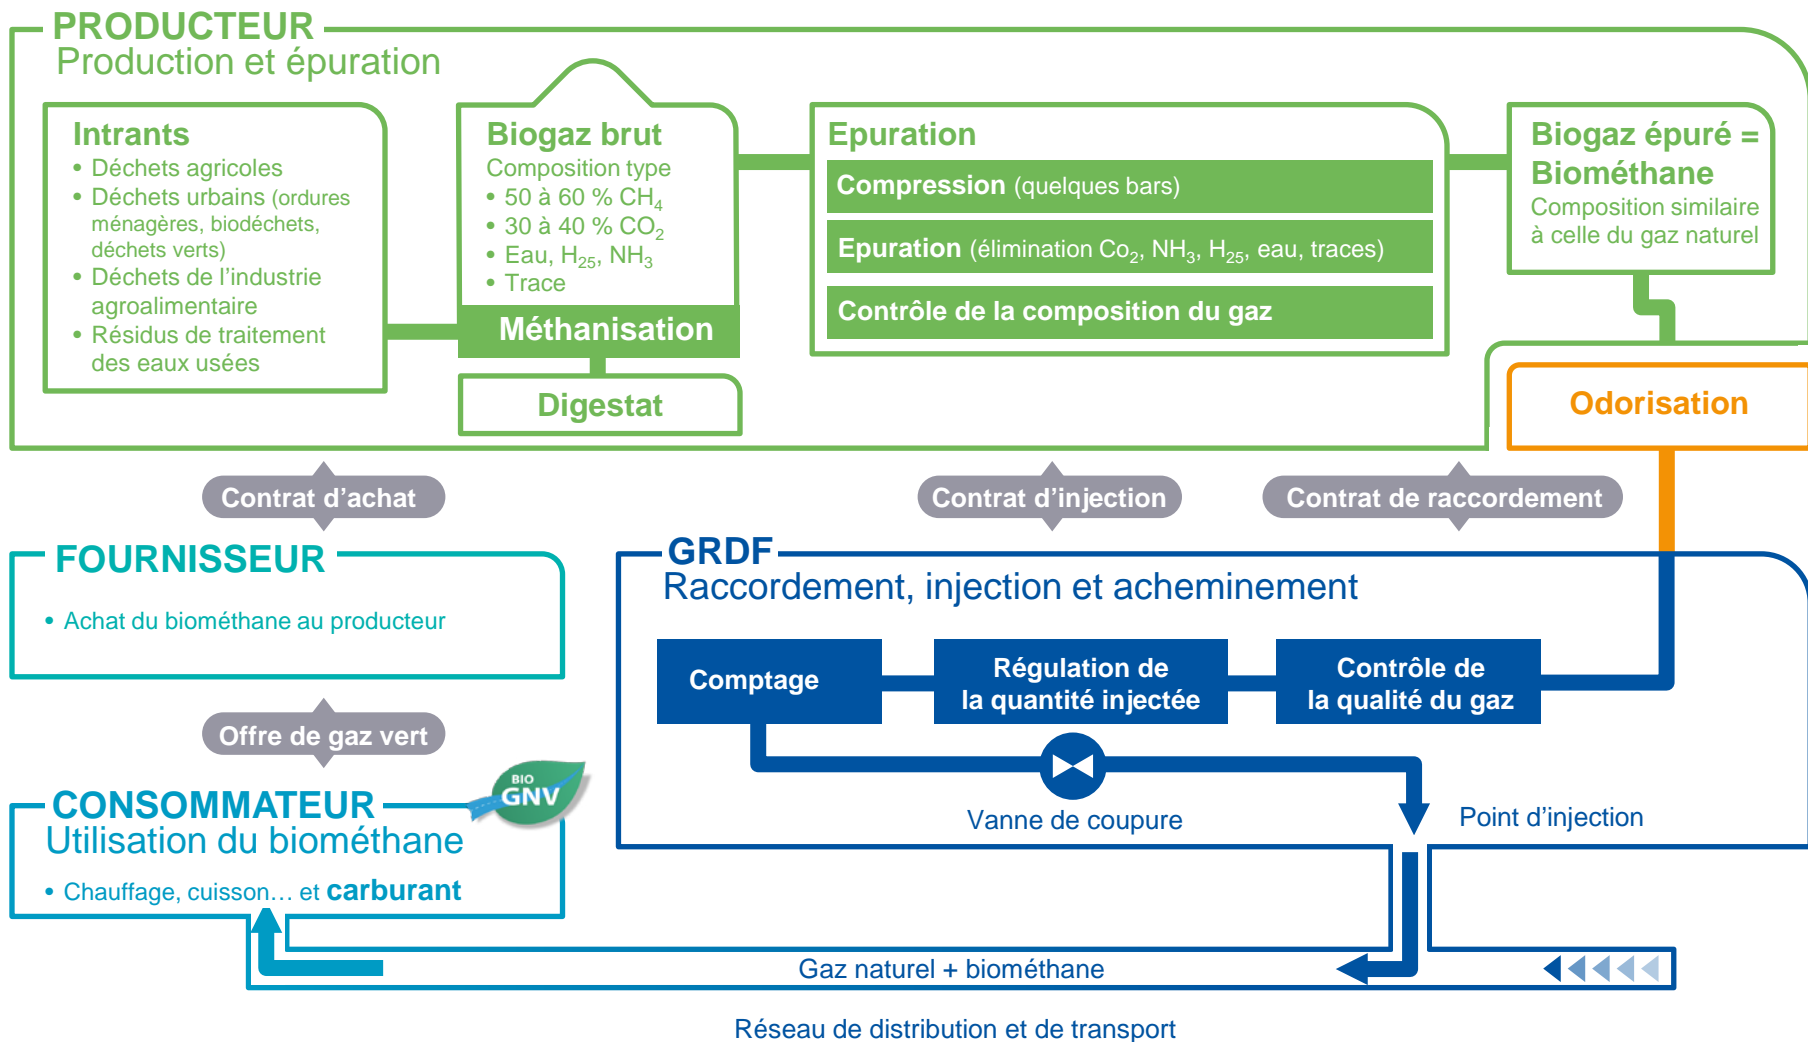 PRODUCTEUR
Production et épuration
Intrants
• Déchets agricoles
• Déchets urbains (ordures
ménagères, biodéchets,
déchets verts)
• Déchets de l'industrie
agroalimentaire
• Résidus de traitement
des eaux usées
Biogaz brut
Composition type
• 50 à 60 % CH₄
• 30 à 40 % CO₂
• Eau, H₂₅, NH₃
• Trace
Méthanisation
Digestat
Epuration
Compression (quelques bars)
Epuration (élimination Co₂, NH₃, H₂₅, eau, traces)
Contrôle de la composition du gaz
Biogaz épuré =
Biométhane
Composition similaire
à celle du gaz naturel
Odorisation
Contrat d'achat
Contrat d'injection
Contrat de raccordement
FOURNISSEUR
• Achat du biométhane au producteur
GRDF
Raccordement, injection et acheminement
Comptage
Régulation de
la quantité injectée
Contrôle de
la qualité du gaz
Vanne de coupure
Point d'injection
Offre de gaz vert
BIO
GNV
CONSOMMATEUR
Utilisation du biométhane
• Chauffage, cuisson… et carburant
Gaz naturel + biométhane
Réseau de distribution et de transport